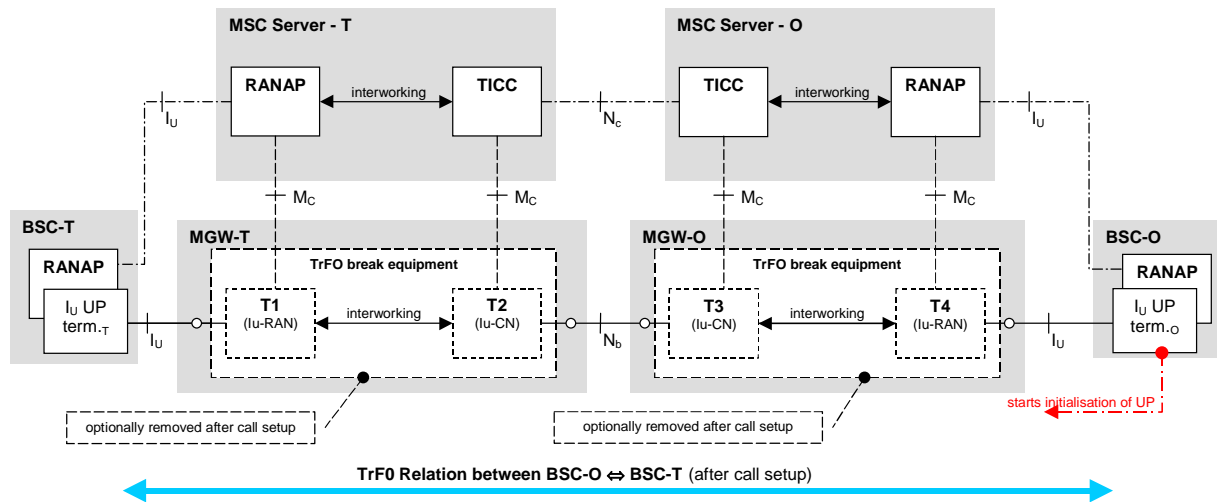 MSC Server - T
MSC Server - O
RANAP
interworking
TICC
TICC
interworking
RANAP
IU
Nc
IU
MC
MC
MC
MC
BSC-T
MGW-T
MGW-O
BSC-O
RANAP
TrFO break equipment
TrFO break equipment
RANAP
IU UP
term.T
T1
(Iu-RAN)
interworking
T2
(Iu-CN)
T3
(Iu-CN)
interworking
T4
(Iu-RAN)
IU UP
term.O
IU
Nb
IU
starts initialisation of UP
optionally removed after call setup
optionally removed after call setup
TrF0 Relation between BSC-O ⇔ BSC-T (after call setup)